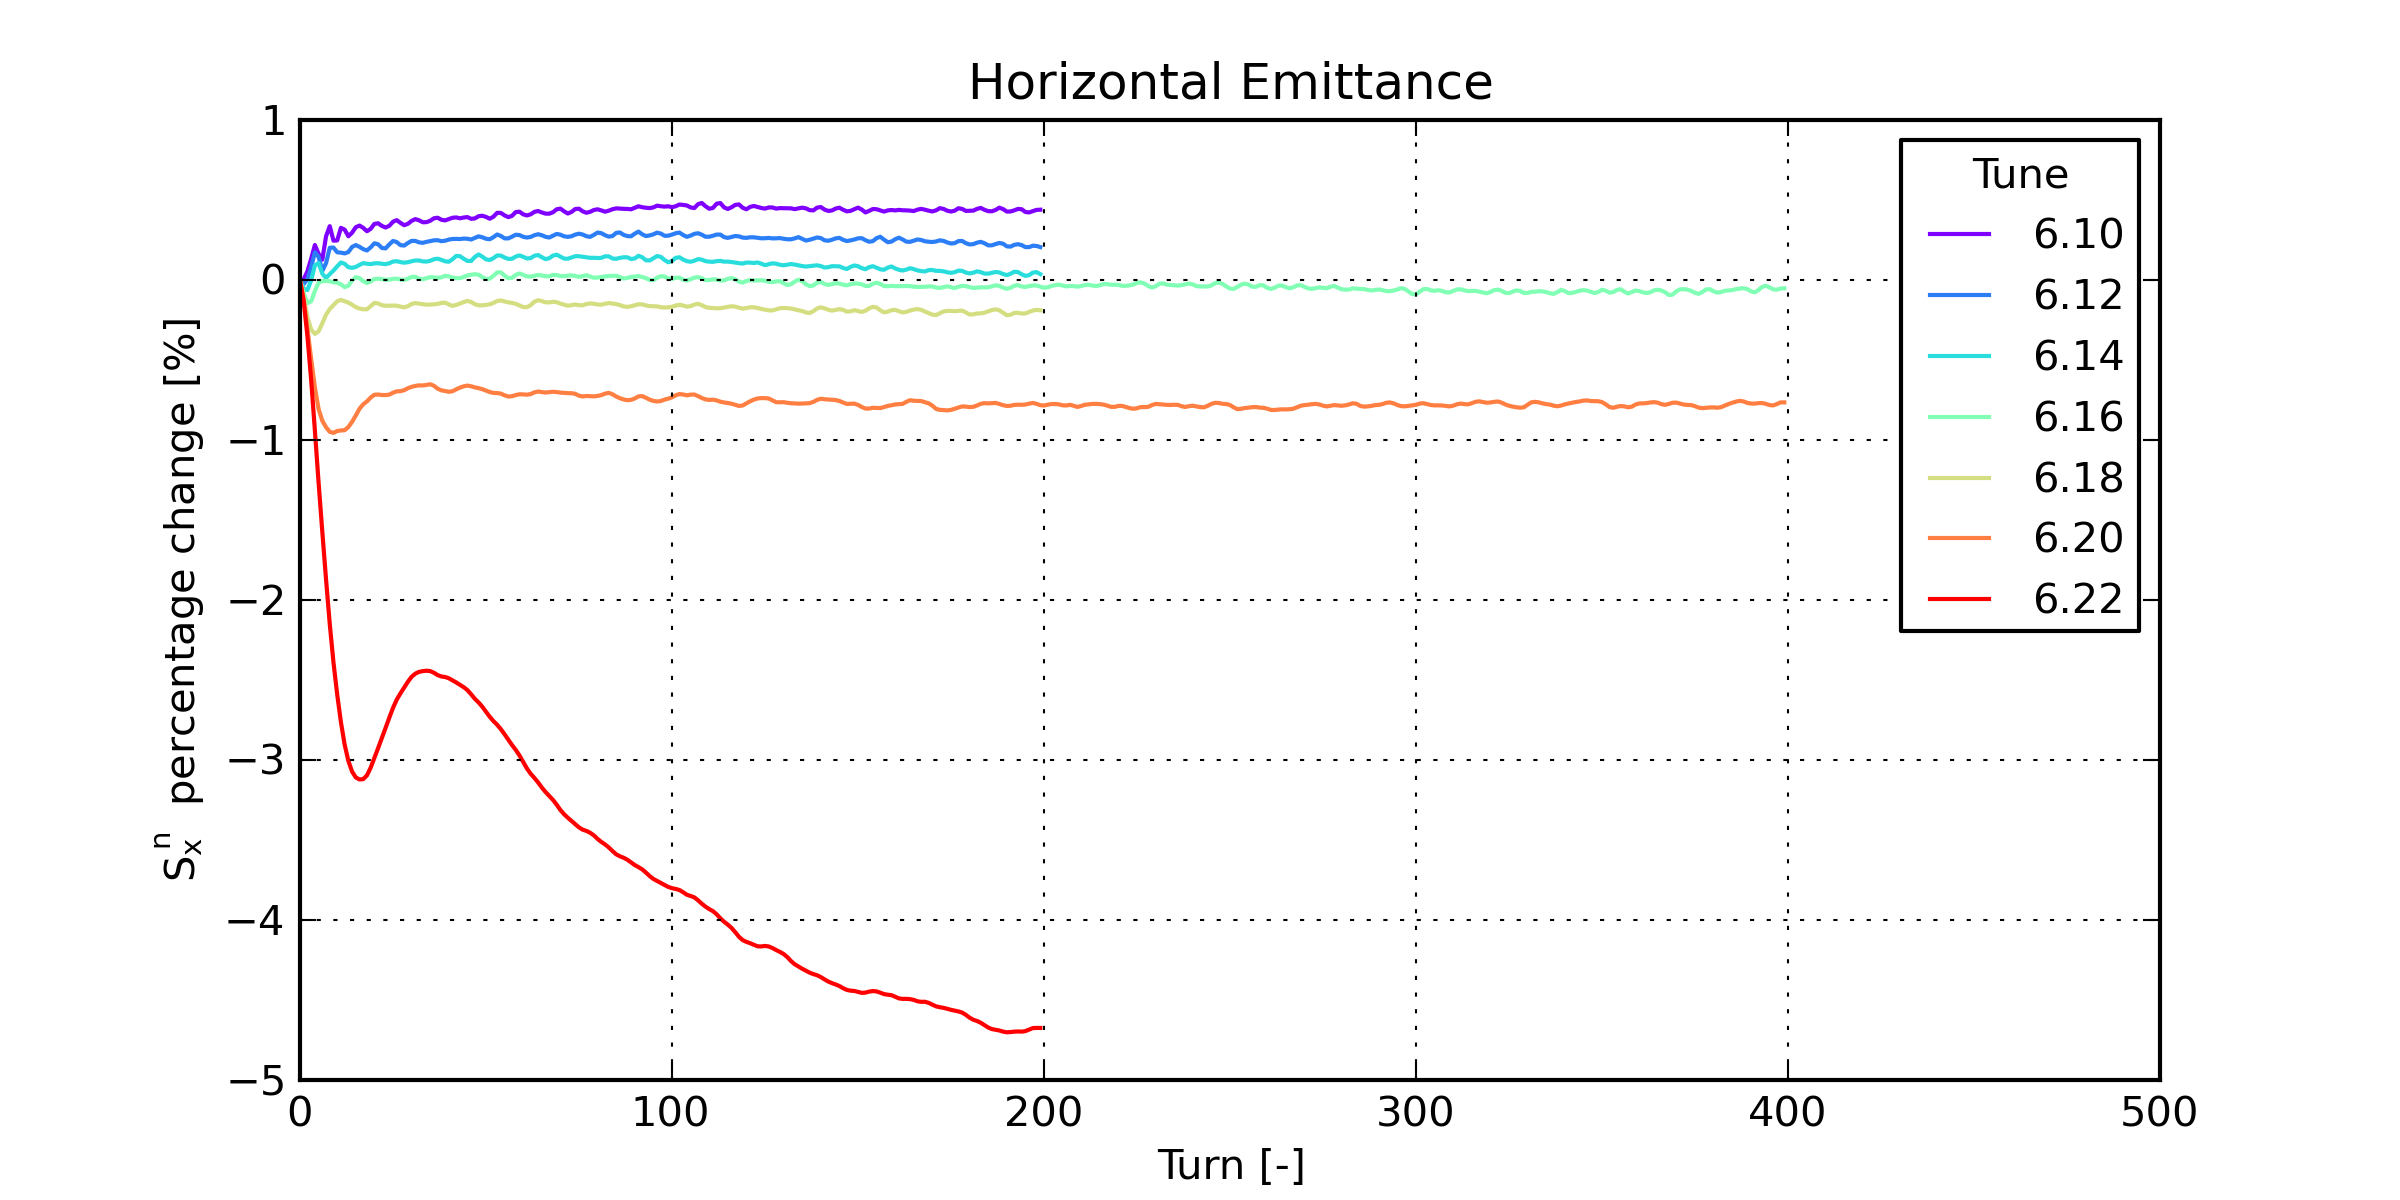 Horizontal Emittance
1
0
−1
−2
−3
−4
−5
S_x^n percentage change [%]
0 100 200 300 400 500
Turn [-]
Tune
6.10
6.12
6.14
6.16
6.18
6.20
6.22